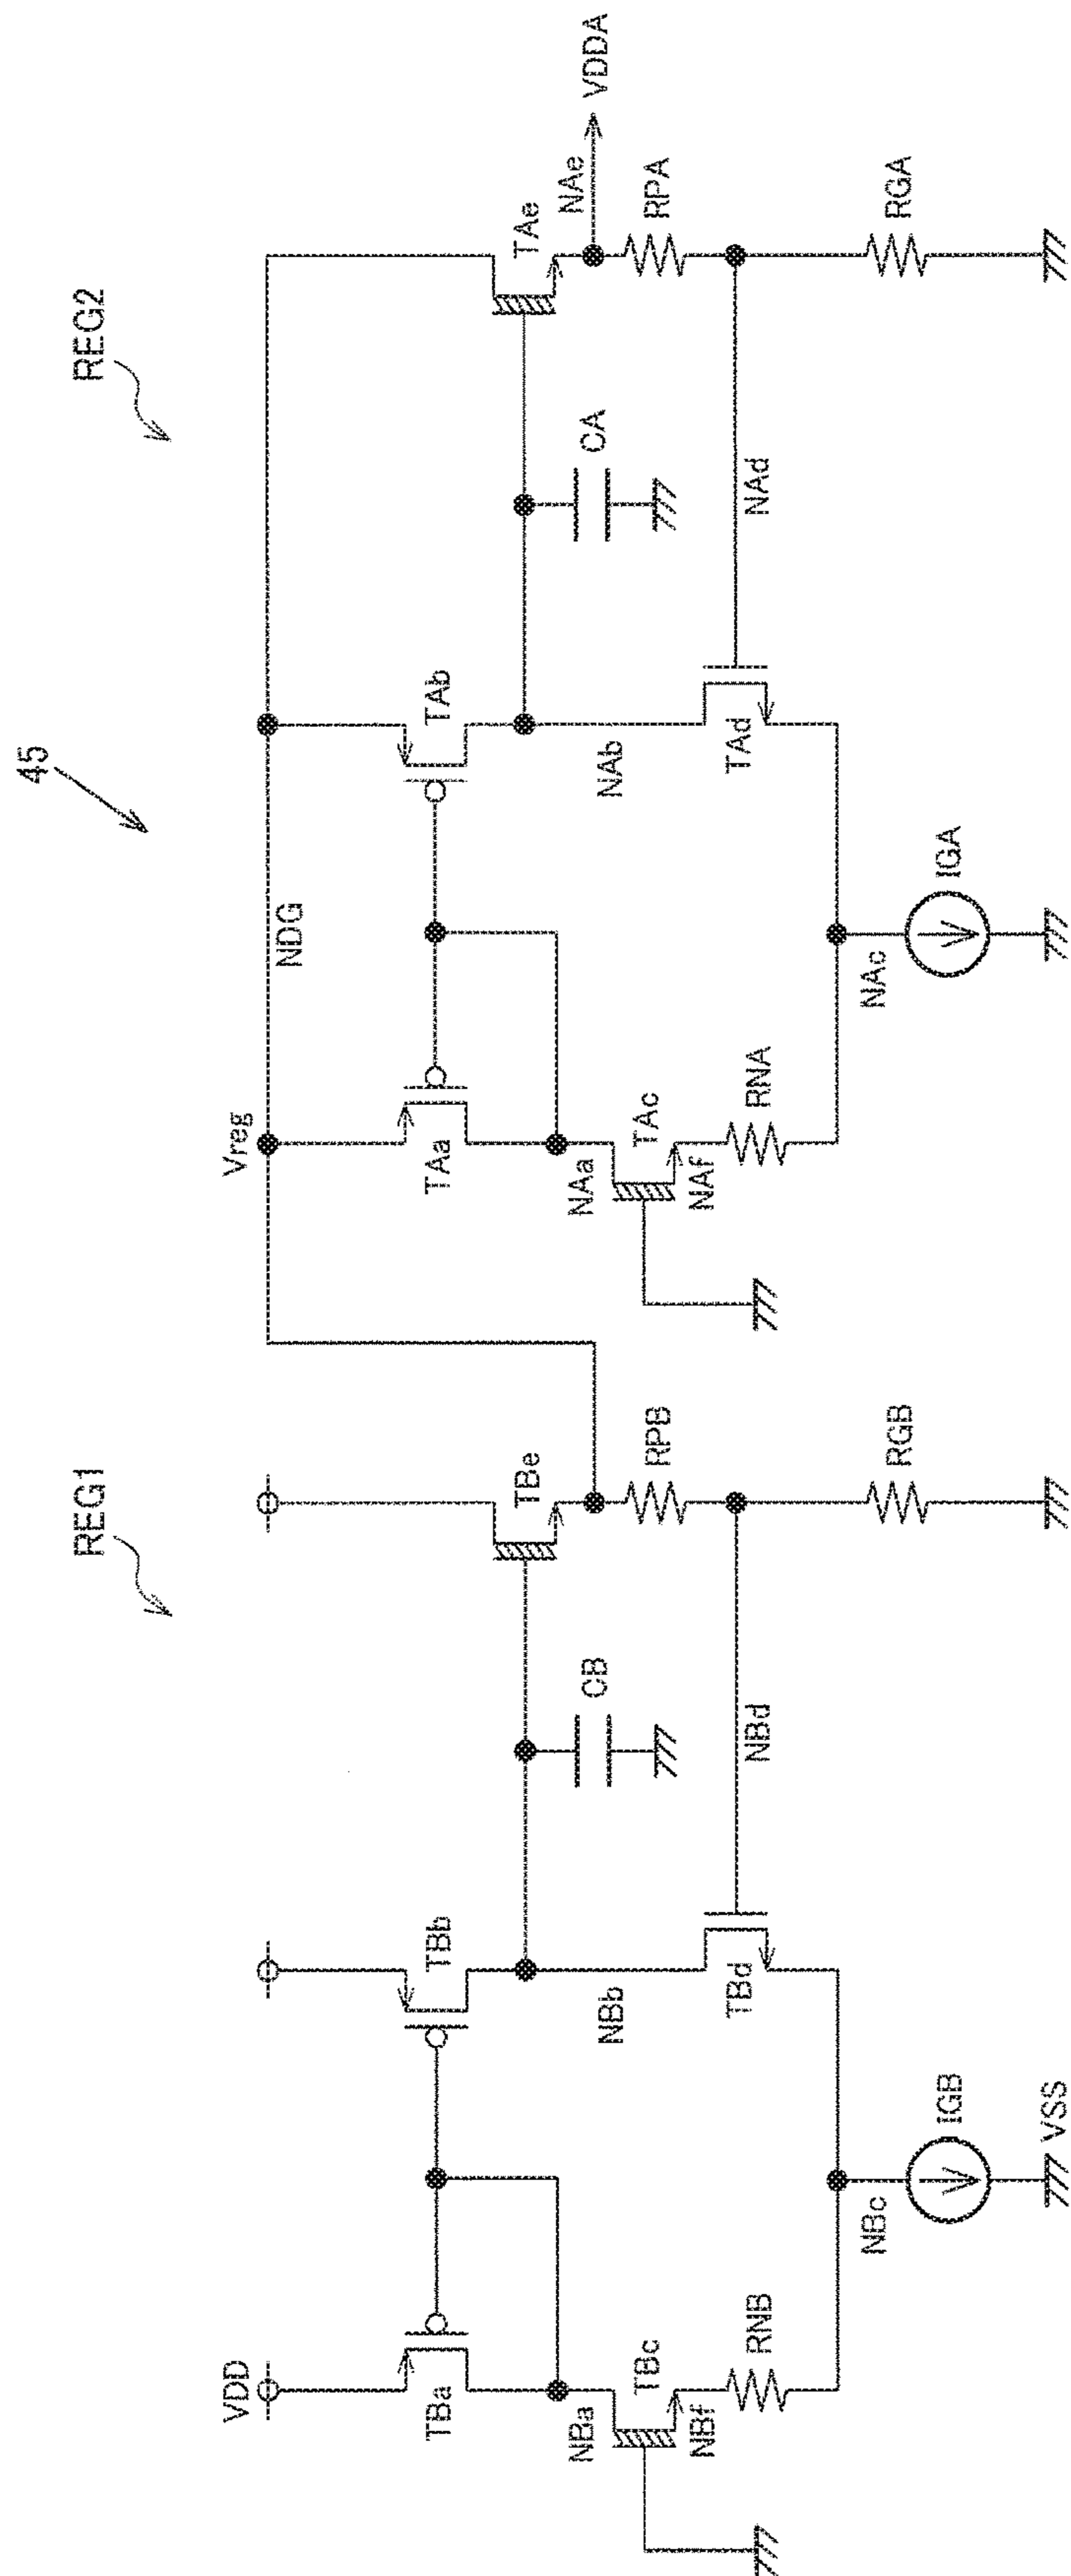 45
REG1
REG2
VDD
Vreg
NDG
TBa
TBb
TAa
TAb
NBa
TBc
NBf
RNB
NBb
TBd
NBc
IGB
VSS
CB
NBd
TBe
RPB
RGB
NAa
TAc
NAf
RNA
NAb
TAd
NAc
IGA
CA
NAd
TAe
NAe
VDDA
RPA
RGA